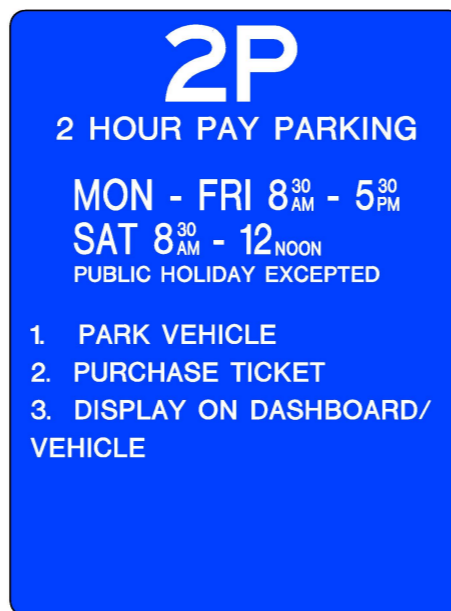 2P
2 HOUR PAY PARKING
MON - FRI 8 30 AM - 5 30 PM
SAT 8 30 AM - 12 NOON
PUBLIC HOLIDAY EXCEPTED
1. PARK VEHICLE
2. PURCHASE TICKET
3. DISPLAY ON DASHBOARD/
VEHICLE